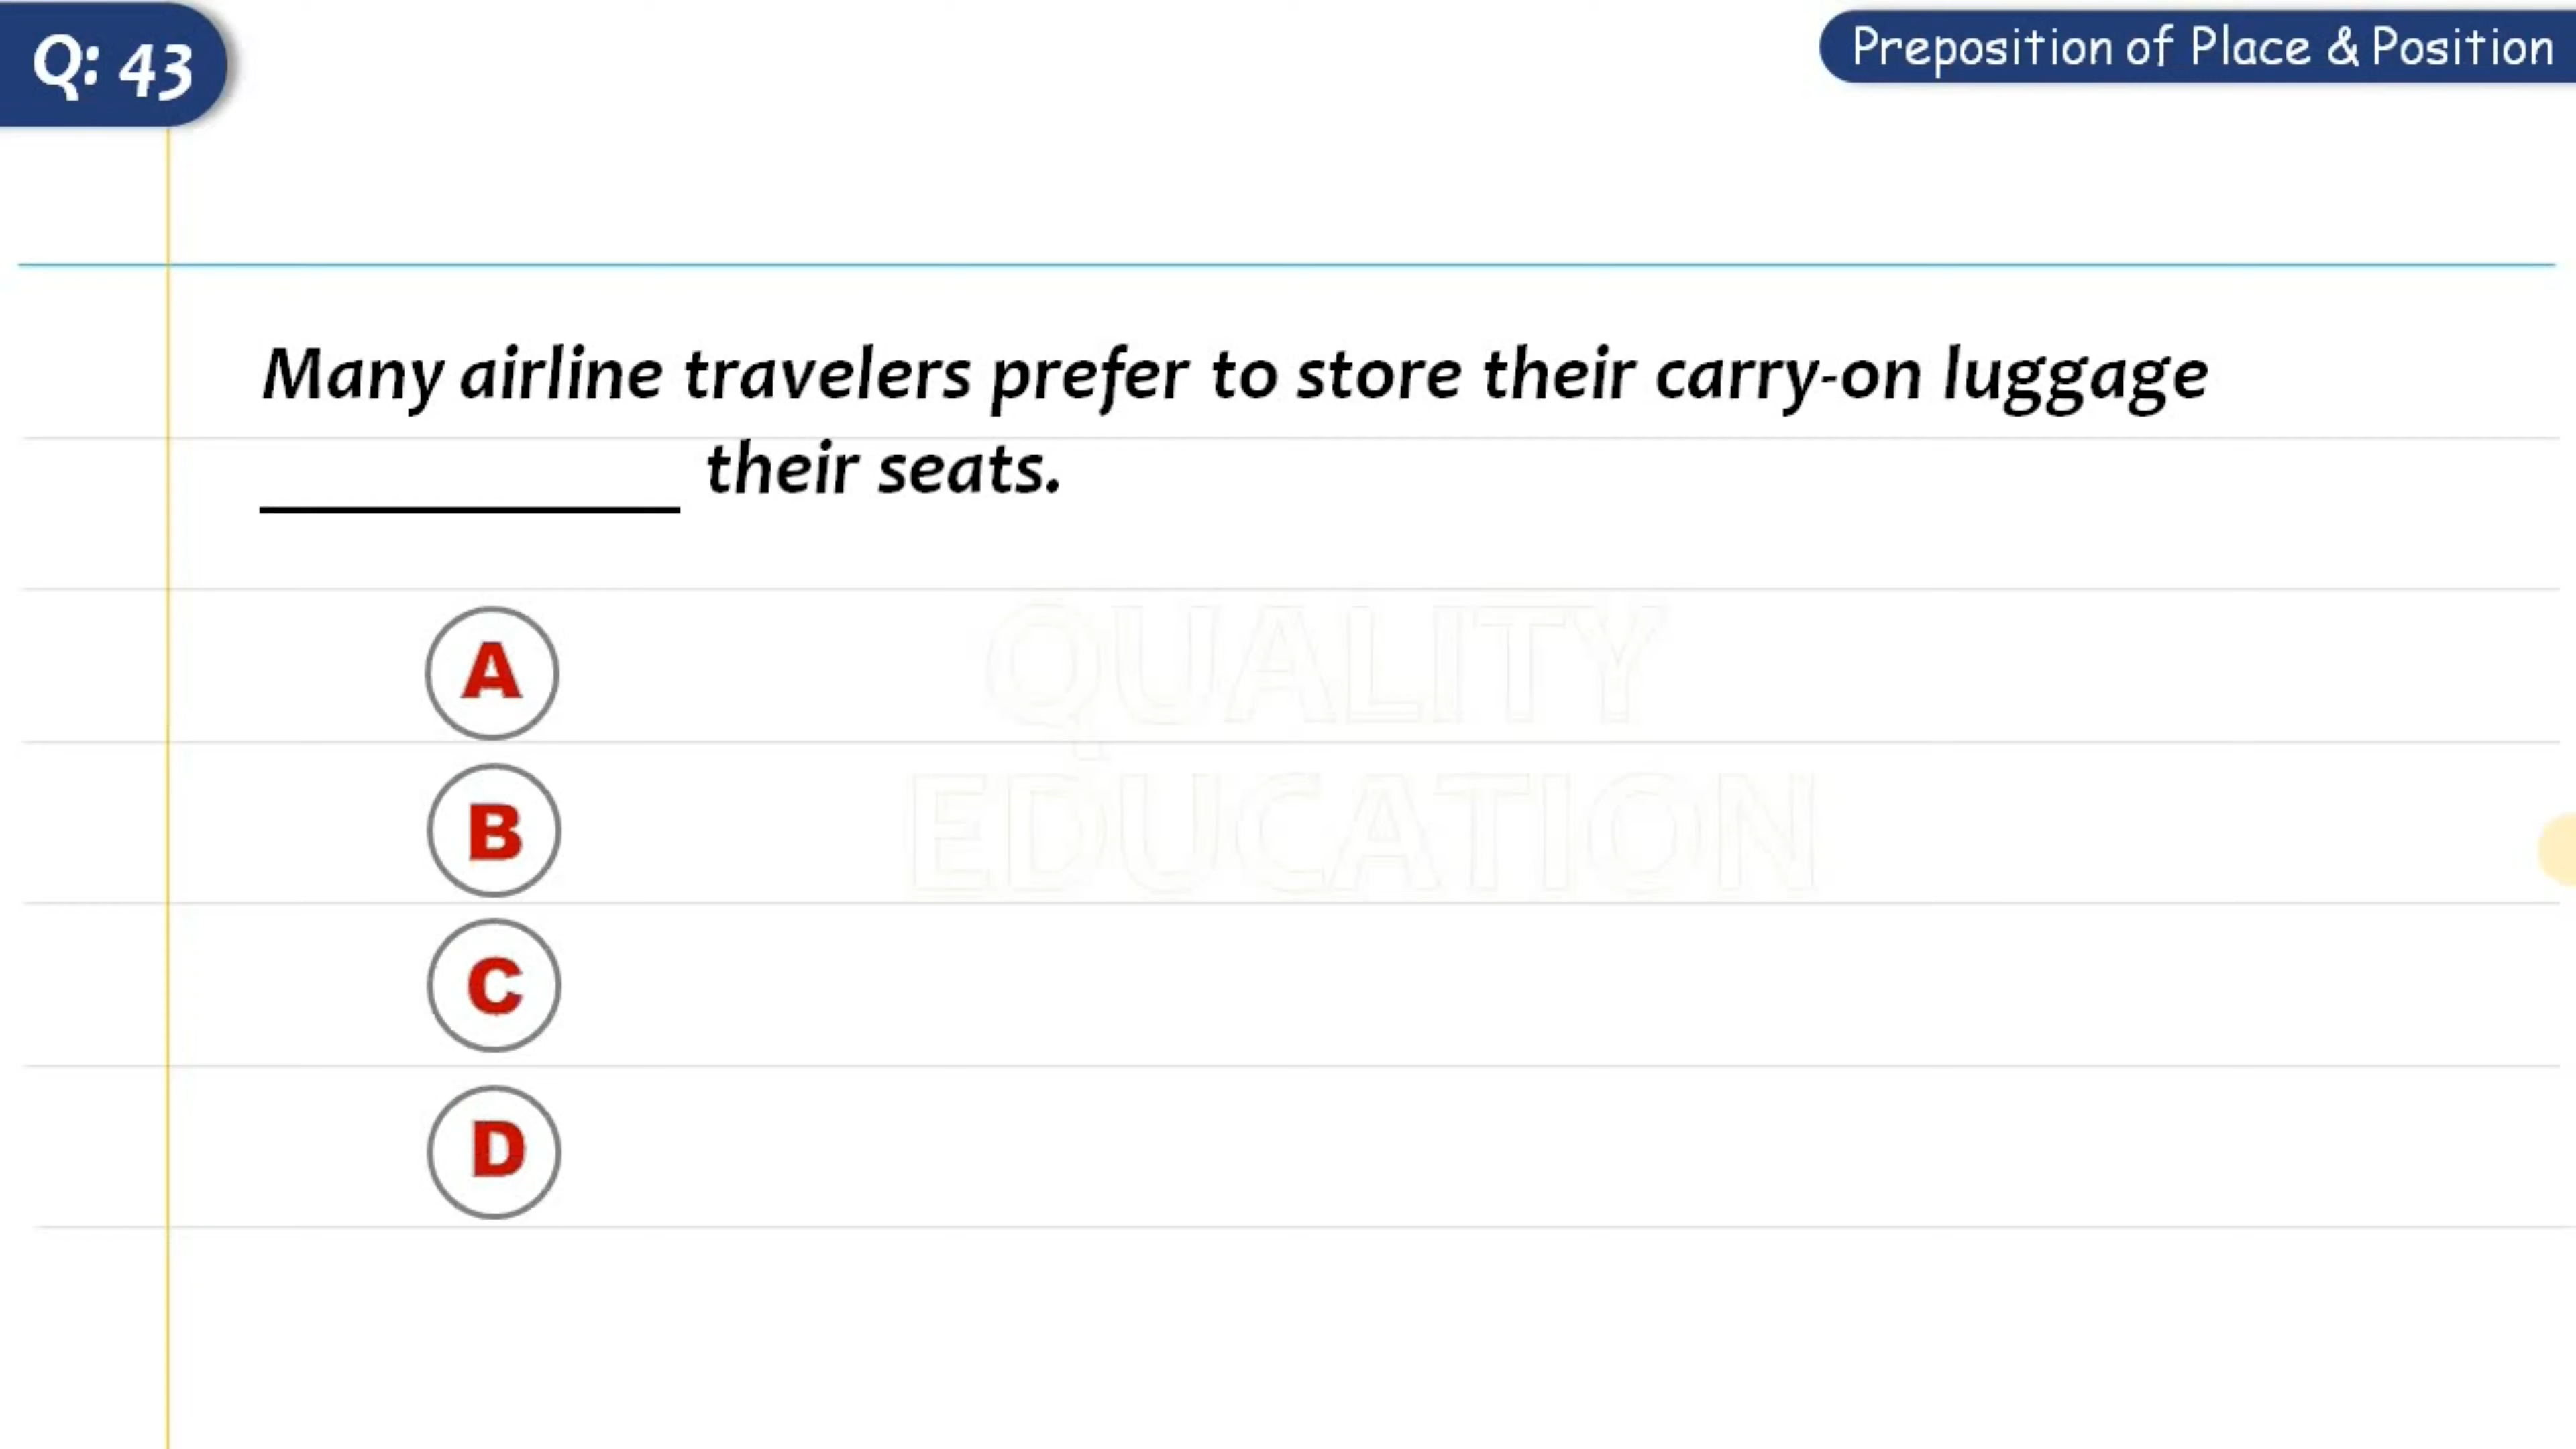 Q: 43
Preposition of Place & Position
Many airline travelers prefer to store their carry-on luggage
____________ their seats.
QUALITY
EDUCATION
A
B
C
D